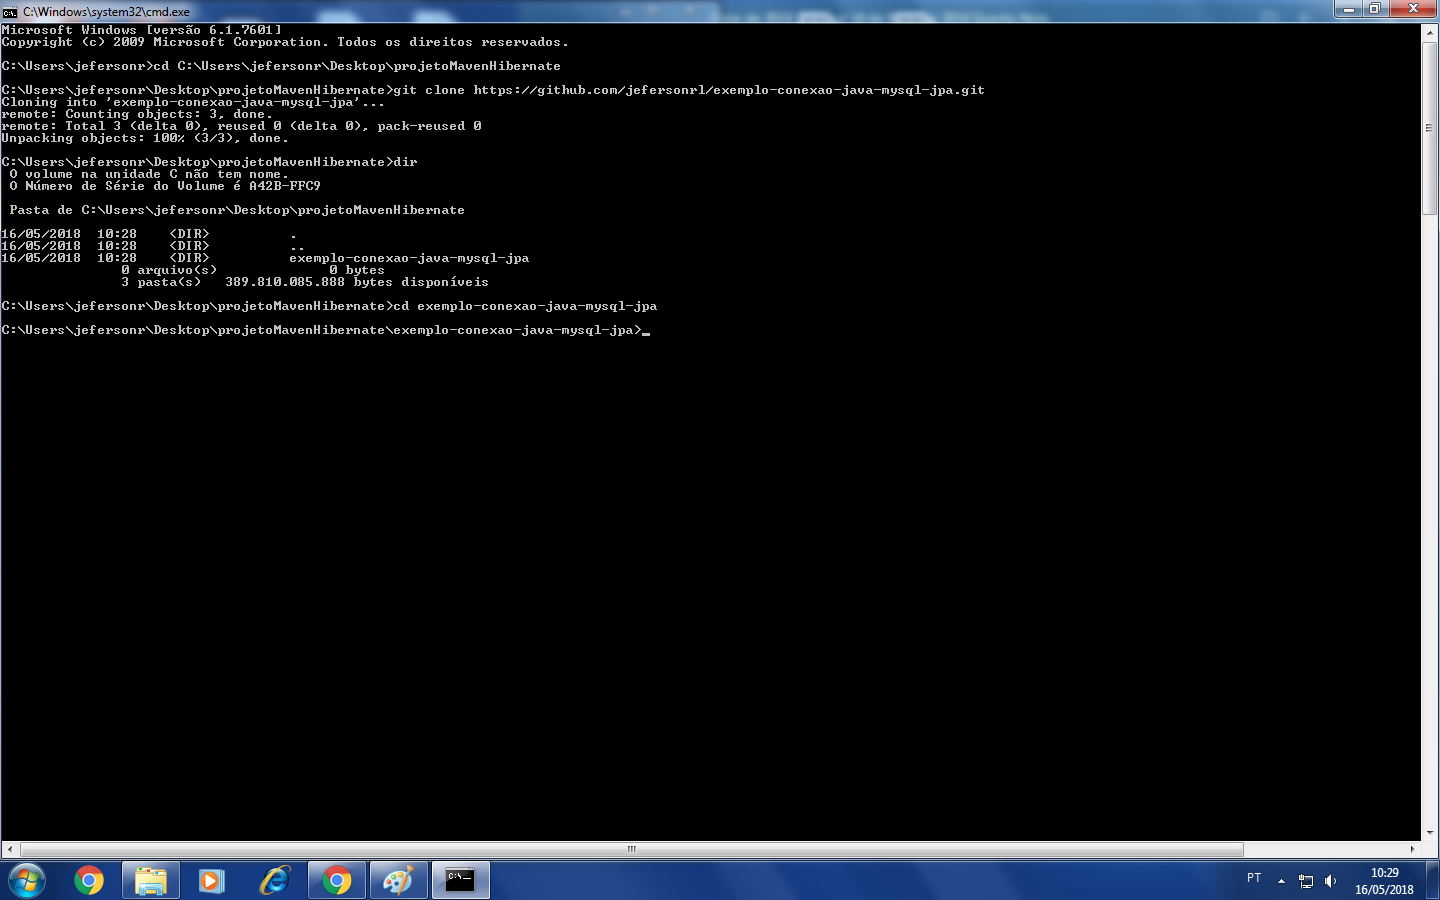 C:\Windows\system32\cmd.exe
Microsoft Windows [versão 6.1.7601]
Copyright (c) 2009 Microsoft Corporation. Todos os direitos reservados.
C:\Users\jefersonr>cd C:\Users\jefersonr\Desktop\projetoMavenHibernate
C:\Users\jefersonr\Desktop\projetoMavenHibernate>git clone https://github.com/jefersonrl/exemplo-conexao-java-mysql-jpa.git
Cloning into 'exemplo-conexao-java-mysql-jpa'...
remote: Counting objects: 3, done.
remote: Total 3 (delta 0), reused 0 (delta 0), pack-reused 0
Unpacking objects: 100% (3/3), done.
C:\Users\jefersonr\Desktop\projetoMavenHibernate>dir
O volume na unidade C não tem nome.
O Número de Série do Volume é A42B-FFC9
Pasta de C:\Users\jefersonr\Desktop\projetoMavenHibernate
16/05/2018  10:28    <DIR>          .
16/05/2018  10:28    <DIR>          ..
16/05/2018  10:28    <DIR>          exemplo-conexao-java-mysql-jpa
0 arquivo(s)              0 bytes
3 pasta(s)   389.810.085.888 bytes disponíveis
C:\Users\jefersonr\Desktop\projetoMavenHibernate>cd exemplo-conexao-java-mysql-jpa
C:\Users\jefersonr\Desktop\projetoMavenHibernate\exemplo-conexao-java-mysql-jpa>_
PT
10:29
16/05/2018